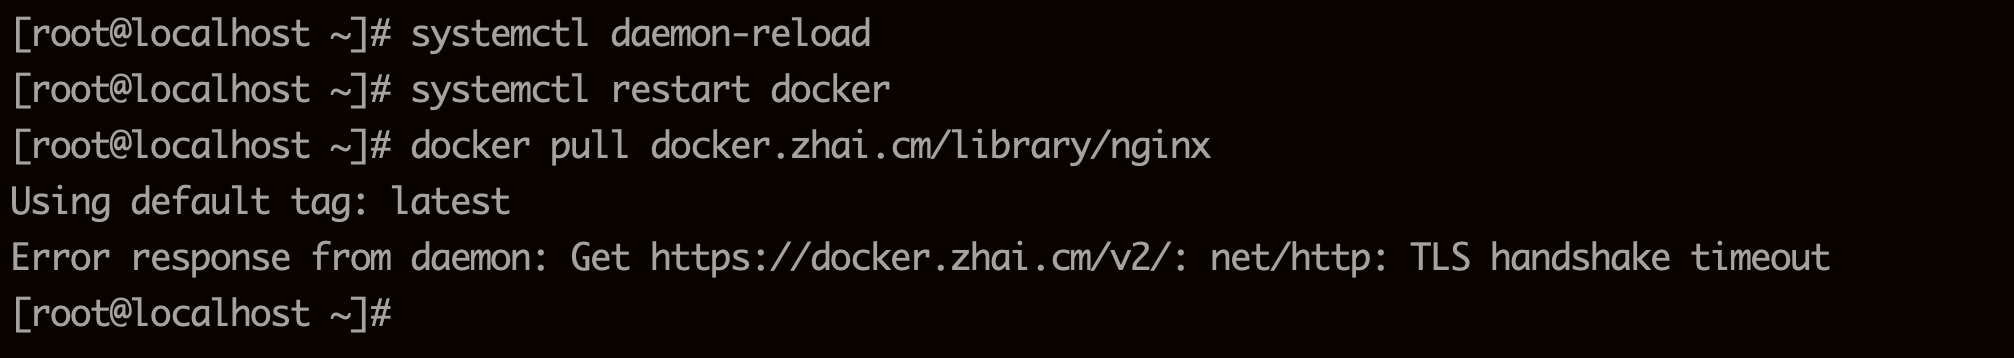 [root@localhost ~]# systemctl daemon-reload
[root@localhost ~]# systemctl restart docker
[root@localhost ~]# docker pull docker.zhai.cm/library/nginx
Using default tag: latest
Error response from daemon: Get https://docker.zhai.cm/v2/: net/http: TLS handshake timeout
[root@localhost ~]#